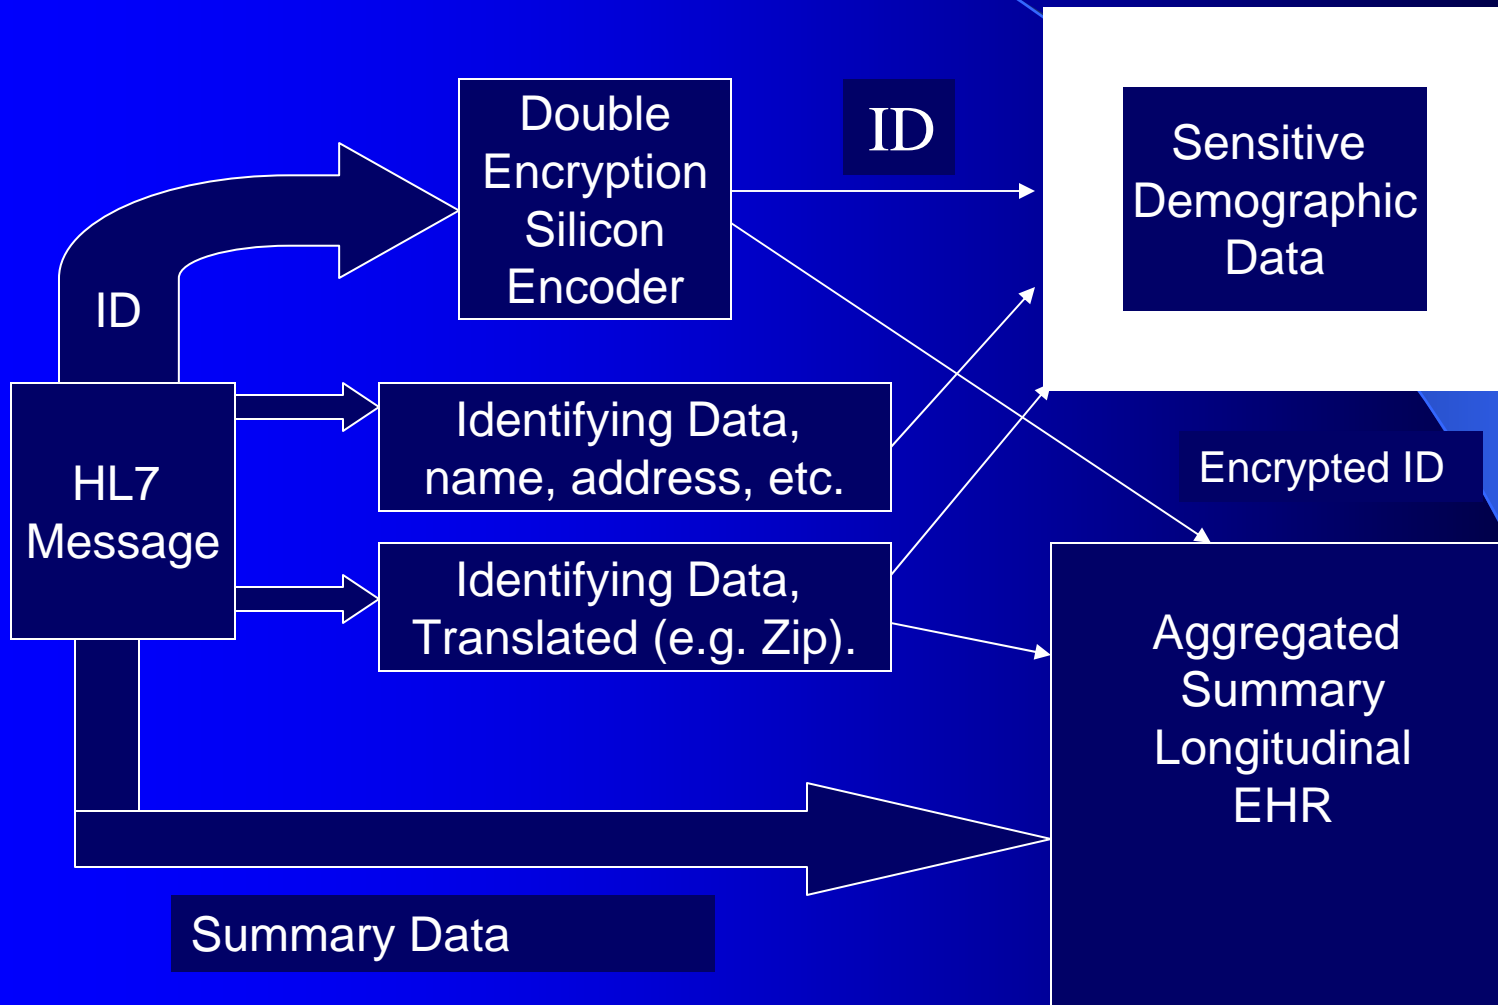 Double
Encryption
Silicon
Encoder
ID
Sensitive
Demographic
Data
ID
HL7
Message
Identifying Data,
name, address, etc.
Encrypted ID
Identifying Data,
Translated (e.g. Zip).
Aggregated
Summary
Longitudinal
EHR
Summary Data